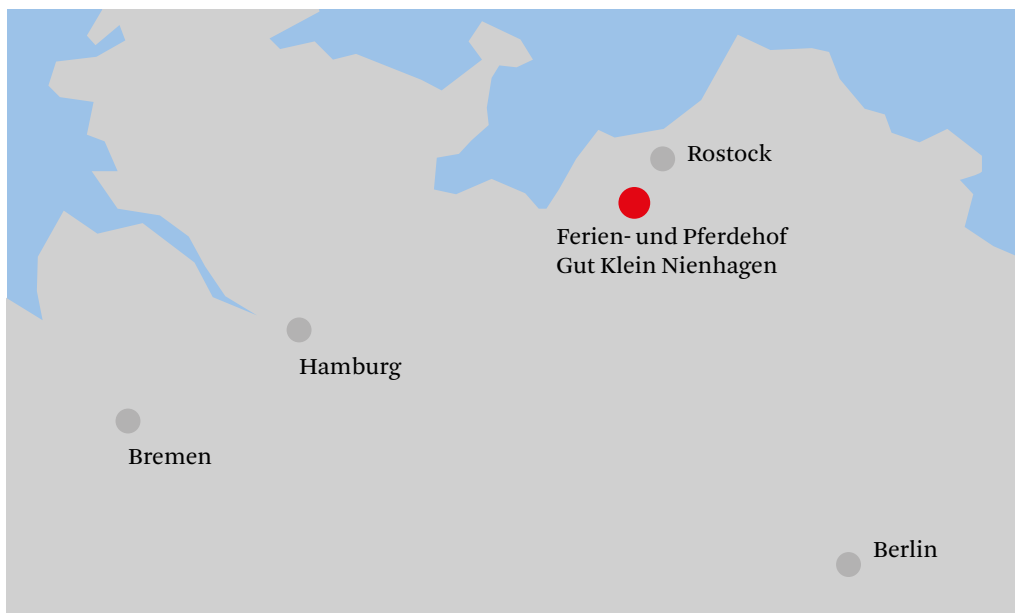 Rostock
Ferien- und Pferdehof
Gut Klein Nienhagen
Hamburg
Bremen
Berlin